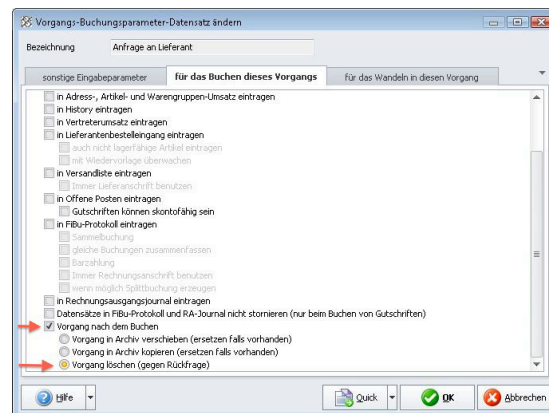 Vorgangs-Buchungsparameter-Datensatz ändern
Bezeichnung Anfrage an Lieferant
sonstige Eingabeparameter für das Buchen dieses Vorgangs für das Wandeln in diesen Vorgang
in Adress-, Artikel- und Warengruppen-Umsatz eintragen
in History eintragen
in Vertreterumsatz eintragen
in Lieferantenbestelleingang eintragen
auch nicht lagerfähige Artikel eintragen
mit Wiedervorlage überwachen
in Versandliste eintragen
Immer Lieferanschrift benutzen
in Offene Posten eintragen
Gutschriften können skontofähig sein
in FiBu-Protokoll eintragen
Sammelbuchung
gleiche Buchungen zusammenfassen
Barzahlung
Immer Rechnungsanschrift benutzen
wenn möglich Splittbuchung erzeugen
in Rechnungsausgangsjournal eintragen
Datensätze in FiBu-Protokoll und RA-Journal nicht stornieren (nur beim Buchen von Gutschriften)
Vorgang nach dem Buchen
Vorgang in Archiv verschieben (ersetzen falls vorhanden)
Vorgang in Archiv kopieren (ersetzen falls vorhanden)
Vorgang löschen (gegen Rückfrage)
Hilfe Quick OK Abbrechen